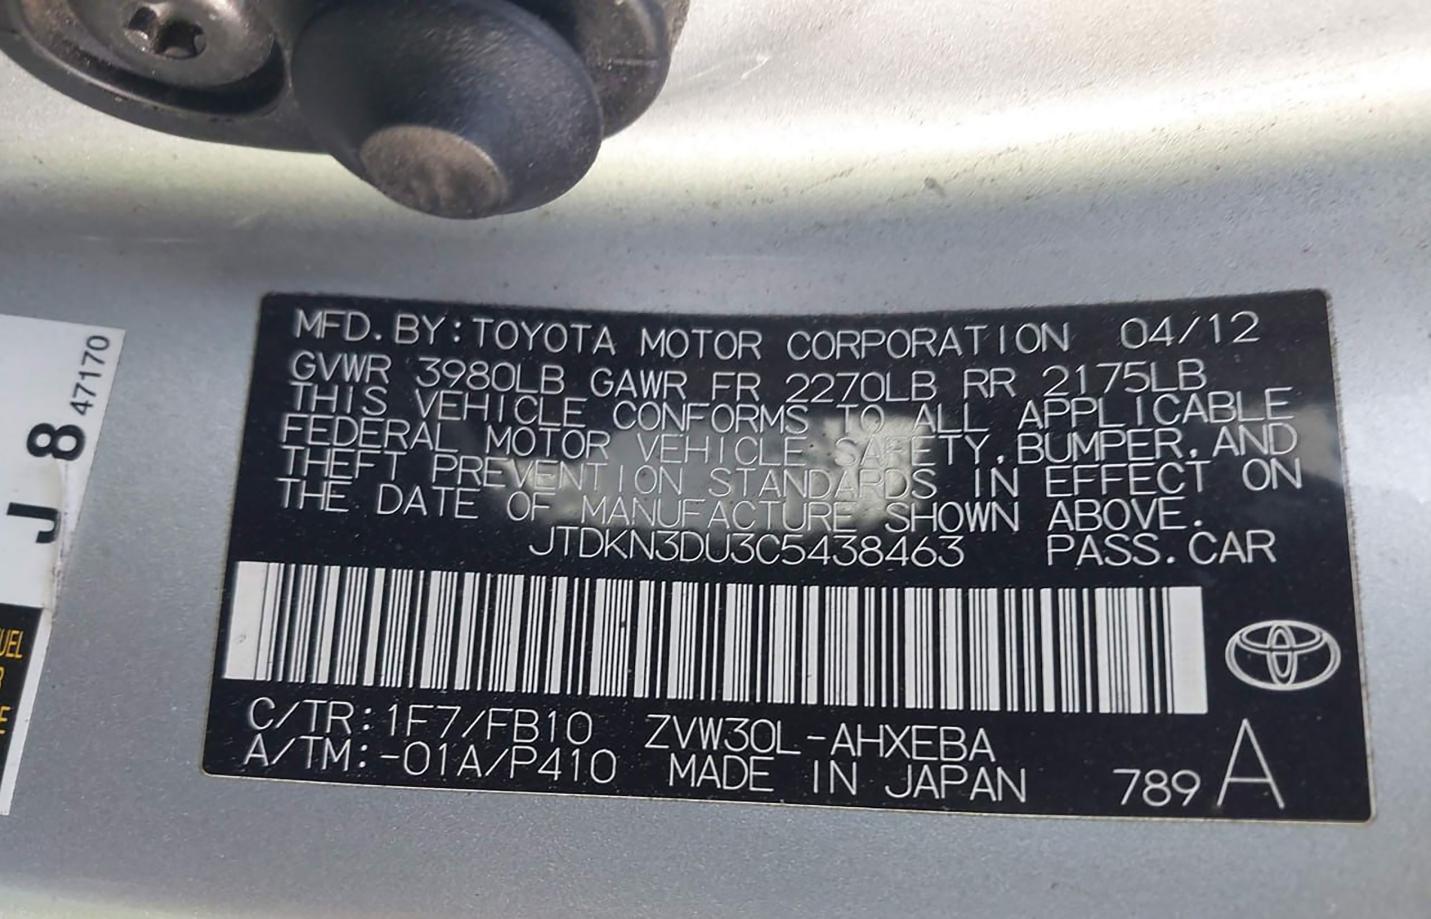 MFD. BY: TOYOTA MOTOR CORPORATION 04/12
GVWR 3980LB GAWR FR 2270LB RR 2175LB
THIS VEHICLE CONFORMS TO ALL APPLICABLE
FEDERAL MOTOR VEHICLE SAFETY, BUMPER, AND
THEFT PREVENTION STANDARDS IN EFFECT ON
THE DATE OF MANUFACTURE SHOWN ABOVE.
JTDKN3DU3C5438463 PASS. CAR
C/TR: 1F7/FB10 ZVW30L-AHXEBA
A/TM: -01A/P410 MADE IN JAPAN 789 A
J 8 47170